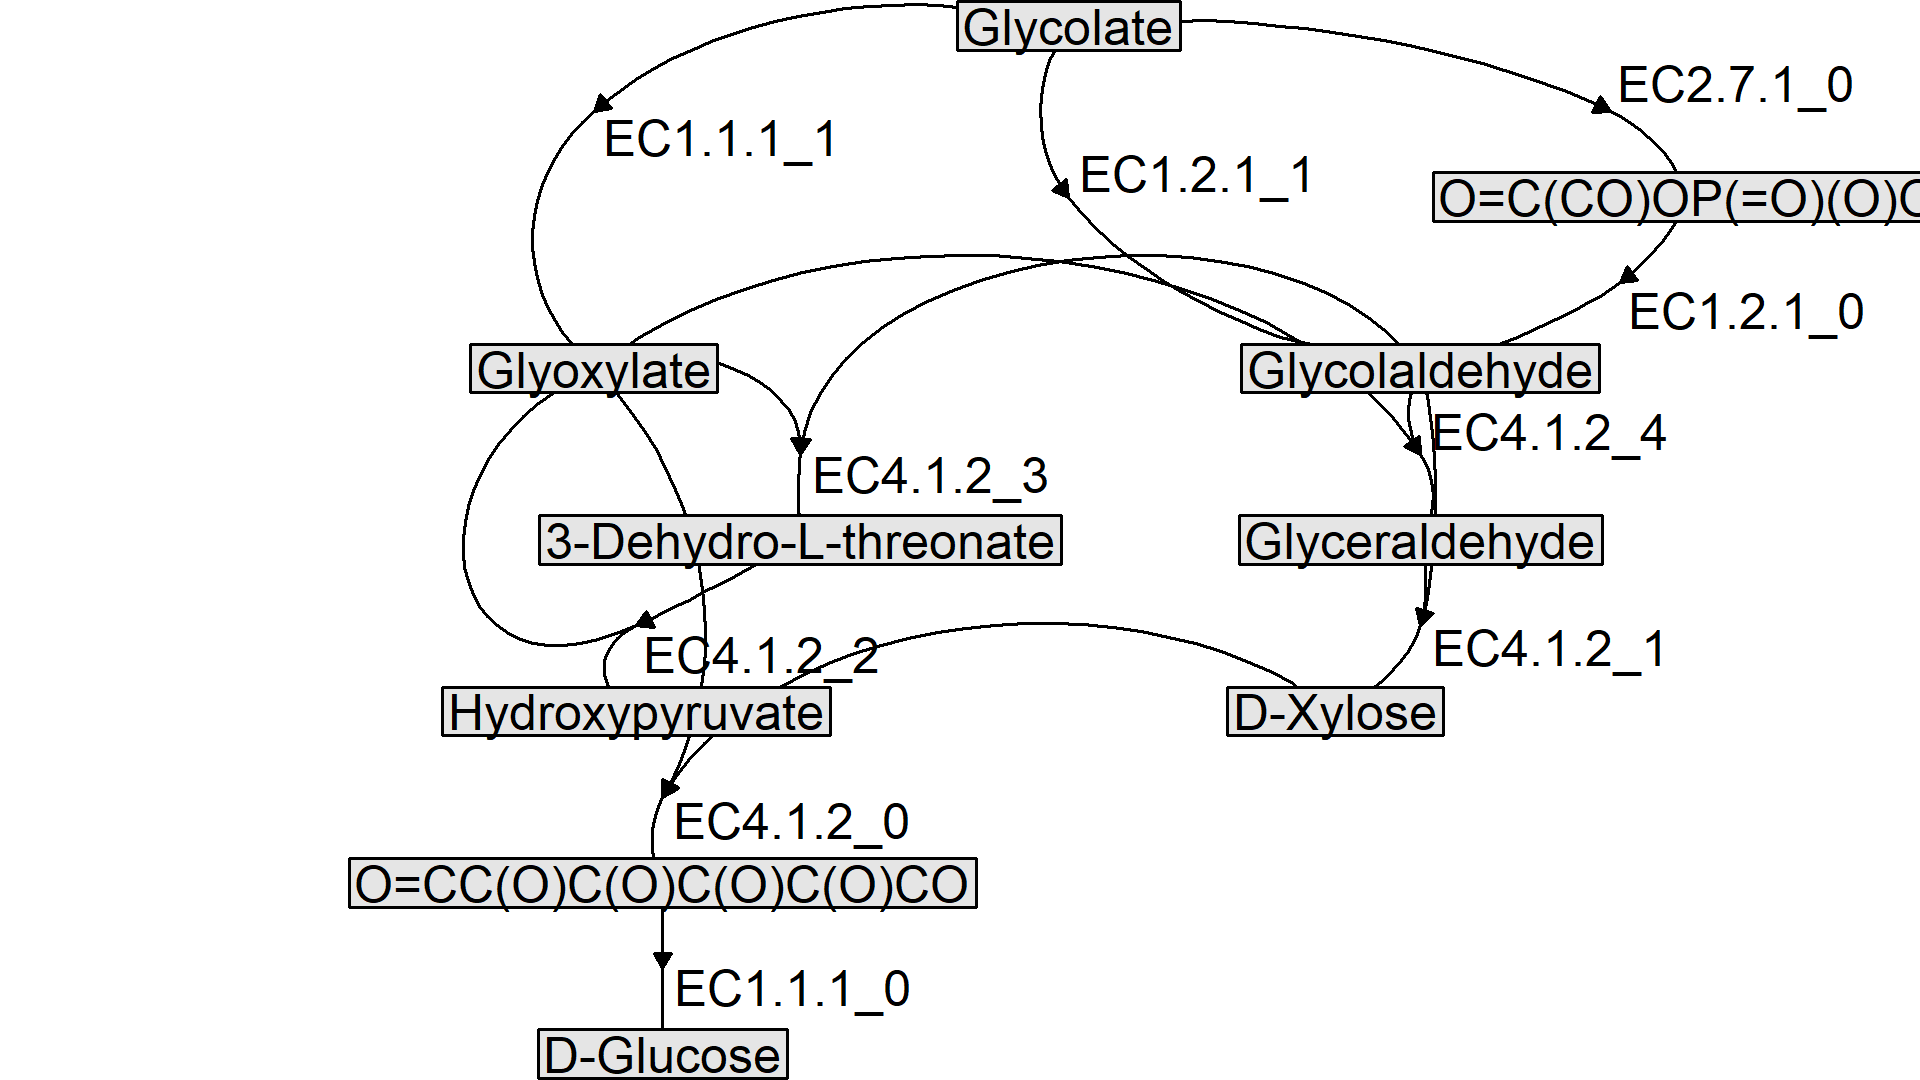 Glycolate
EC2.7.1_0
EC1.1.1_1
EC1.2.1_1
O=C(CO)OP(=O)(O)
EC1.2.1_0
Glyoxylate
Glycolaldehyde
EC4.1.2_4
EC4.1.2_3
3-Dehydro-L-threonate
Glyceraldehyde
EC4.1.2_2
EC4.1.2_1
Hydroxypyruvate
D-Xylose
EC4.1.2_0
O=CC(O)C(O)C(O)C(O)CO
EC1.1.1_0
D-Glucose